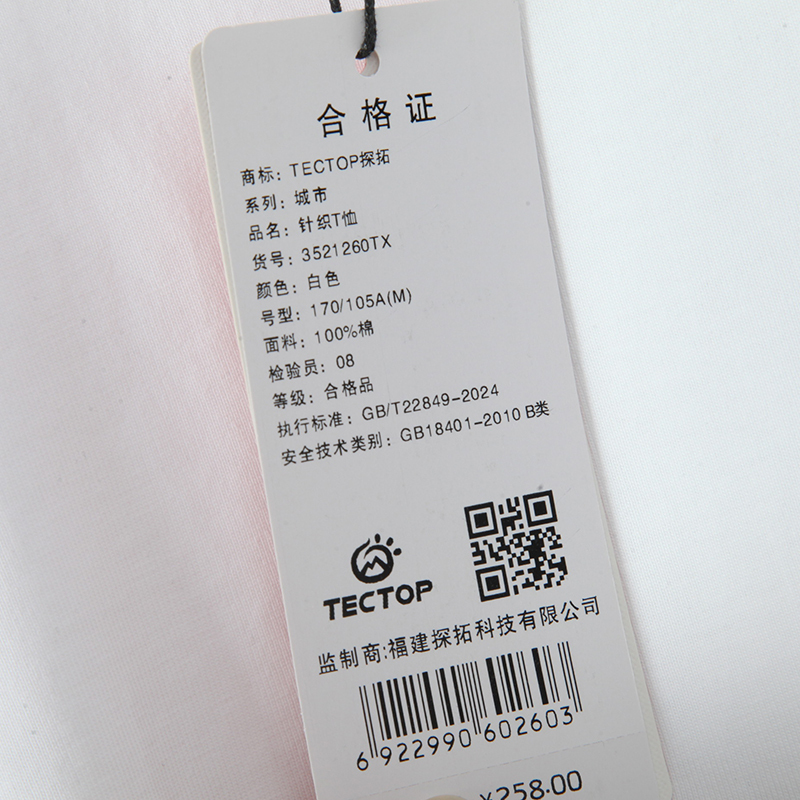 合格证
商标：TECTOP探拓
系列：城市
品名：针织T恤
货号：3521260TX
颜色：白色
号型：170/105A(M)
面料：100%棉
检验员：08
等级：合格品
执行标准：GB/T22849-2024
安全技术类别：GB18401-2010 B类
TECTOP
监制商:福建探拓科技有限公司
6 922990 602603
¥258.00